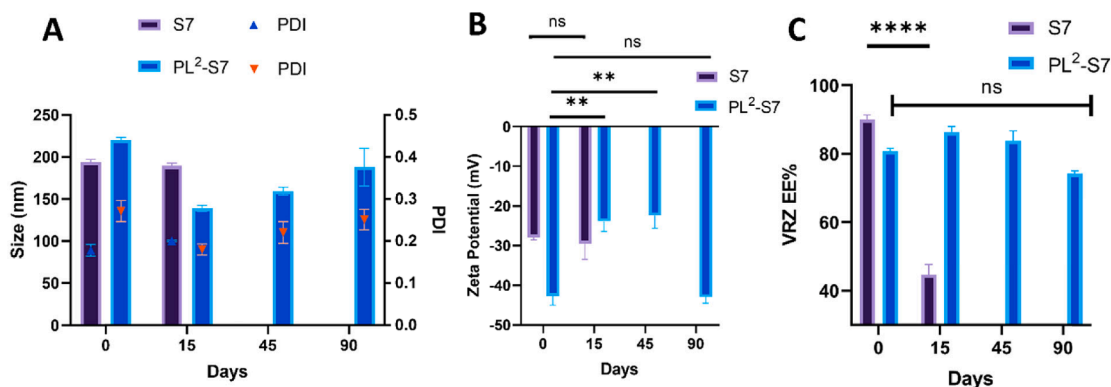 A
S7
PDI
PL²-S7
PDI
Size (nm)
250
200
150
100
50
0
0.5
0.4
0.3
0.2
0.1
0.0
PDI
0
15
45
90
Days
B
ns
ns
**
**
S7
PL²-S7
Zeta Potential (mV)
0
-10
-20
-30
-40
-50
0
15
45
90
Days
C
****
S7
PL²-S7
ns
VRZ EE%
100
80
60
40
0
15
45
90
Days